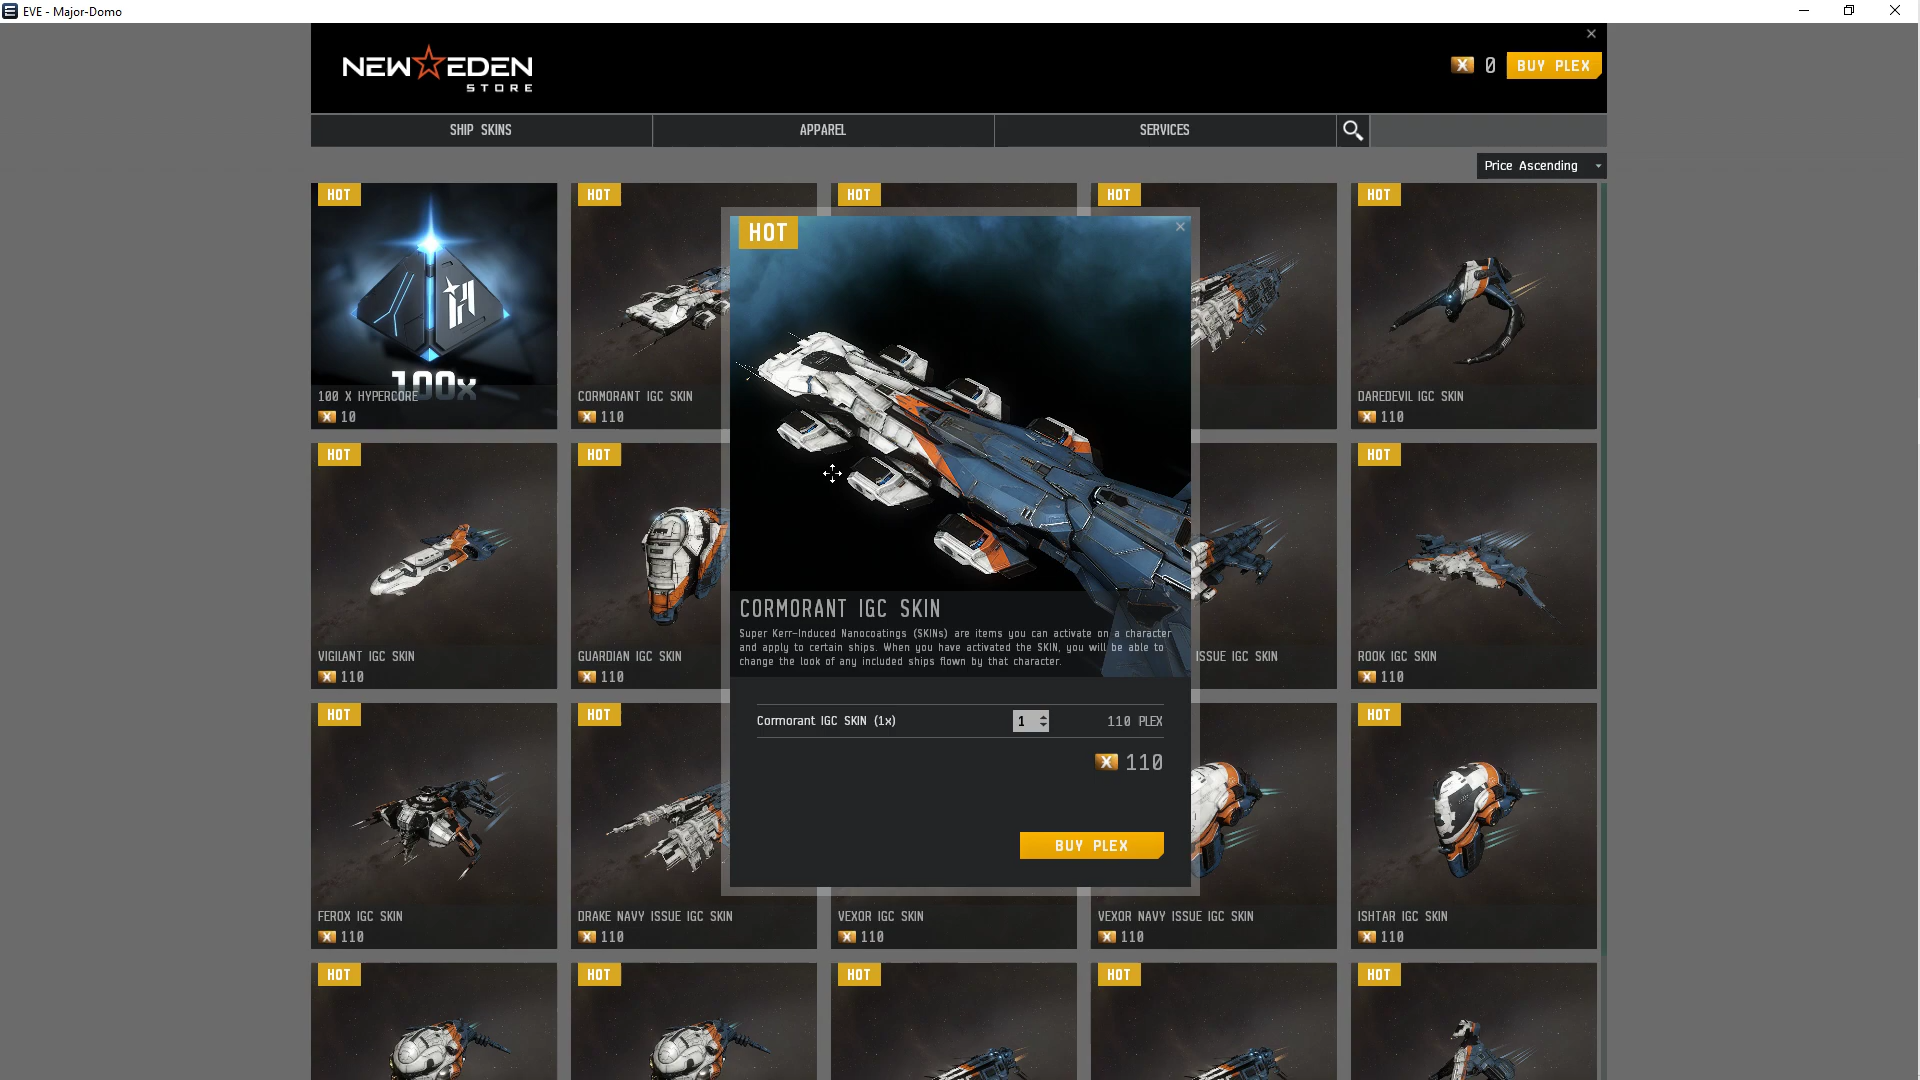 EVE - Major-Domo
NEW EDEN
STORE
0
BUY PLEX
SHIP SKINS
APPAREL
SERVICES
Price Ascending
HOT
100x
100 X HYPERCORE
10
HOT
CORMORANT IGC SKIN
110
HOT
HOT
HOT
DAREDEVIL IGC SKIN
110
HOT
CORMORANT IGC SKIN
Super Kerr-Induced Nanocoatings (SKINs) are items you can activate on a character
and apply to certain ships. When you have activated the SKIN, you will be able to
change the look of any included ships flown by that character.
Cormorant IGC SKIN (1x)
1
110 PLEX
110
BUY PLEX
HOT
VIGILANT IGC SKIN
110
HOT
GUARDIAN IGC SKIN
110
ISSUE IGC SKIN
HOT
ROOK IGC SKIN
110
HOT
FEROX IGC SKIN
110
HOT
DRAKE NAVY ISSUE IGC SKIN
110
VEXOR IGC SKIN
110
VEXOR NAVY ISSUE IGC SKIN
110
HOT
ISHTAR IGC SKIN
110
HOT
HOT
HOT
HOT
HOT